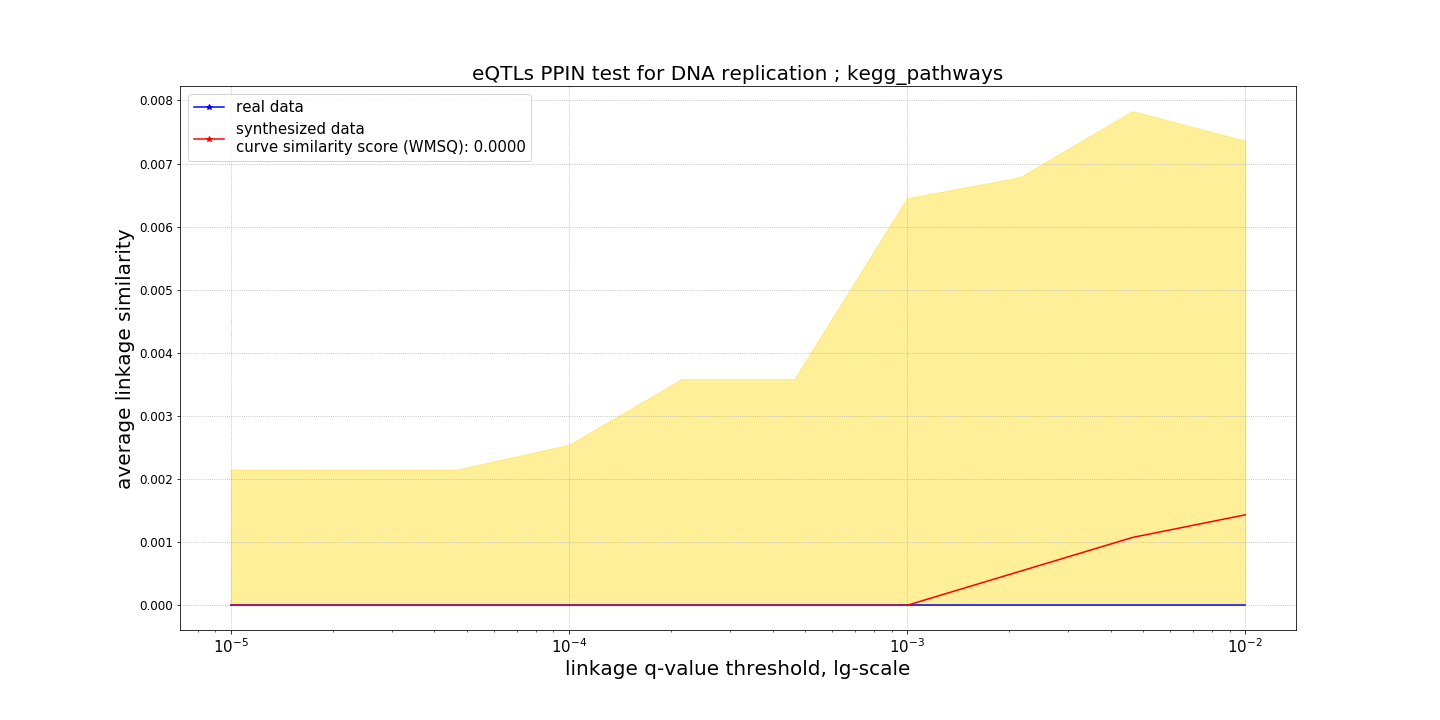 eQTLs PPIN test for DNA replication ; kegg_pathways
real data
synthesized data
curve similarity score (WMSQ): 0.0000
average linkage similarity
0.008
0.007
0.006
0.005
0.004
0.003
0.002
0.001
0.000
10⁻⁵ 10⁻⁴ 10⁻³ 10⁻²
linkage q-value threshold, lg-scale